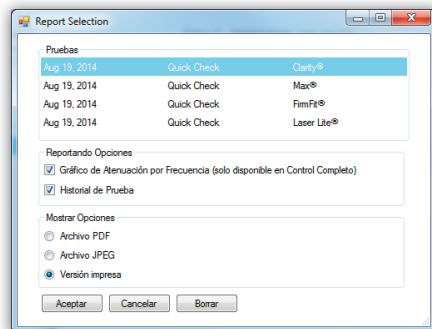 Report Selection
Pruebas
Aug 19, 2014 Quick Check Clarity®
Aug 19, 2014 Quick Check Max®
Aug 19, 2014 Quick Check FirmFit®
Aug 19, 2014 Quick Check Laser Lite®
Reportando Opciones
Gráfico de Atenuación por Frecuencia (solo disponible en Control Completo)
Historial de Prueba
Mostrar Opciones
Archivo PDF
Archivo JPEG
Versión impresa
Aceptar Cancelar Borrar